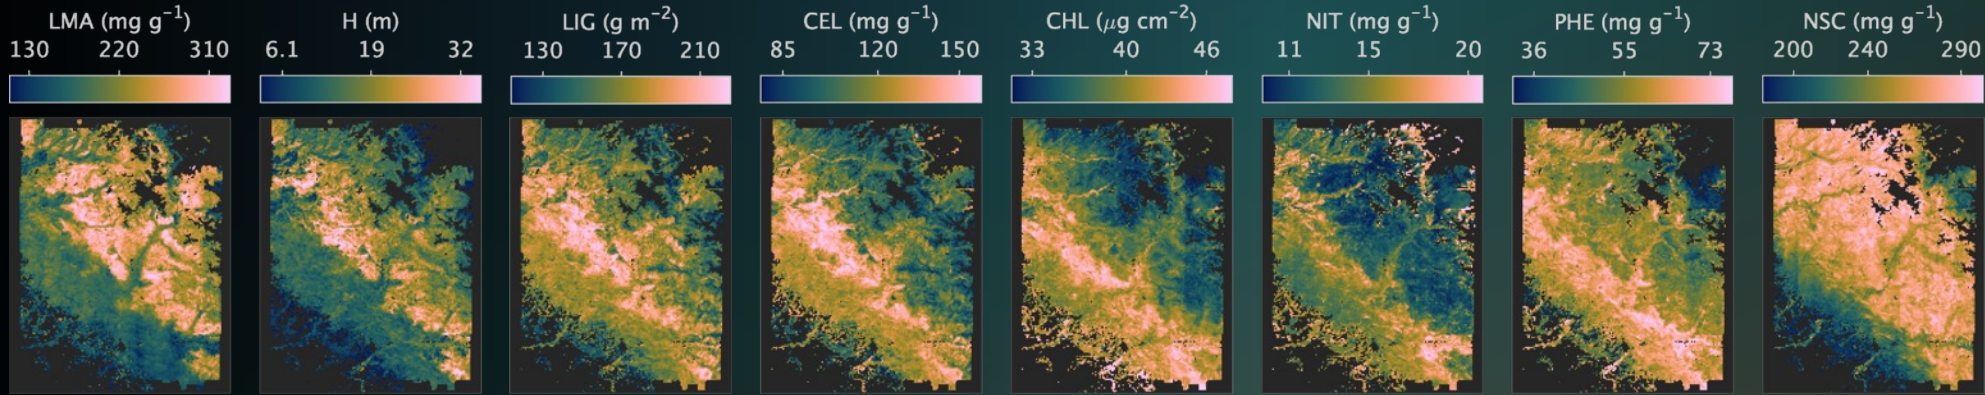 LMA (mg g⁻¹)
130 220 310
H (m)
6.1 19 32
LIG (g m⁻²)
130 170 210
CEL (mg g⁻¹)
85 120 150
CHL (μg cm⁻²)
33 40 46
NIT (mg g⁻¹)
11 15 20
PHE (mg g⁻¹)
36 55 73
NSC (mg g⁻¹)
200 240 290